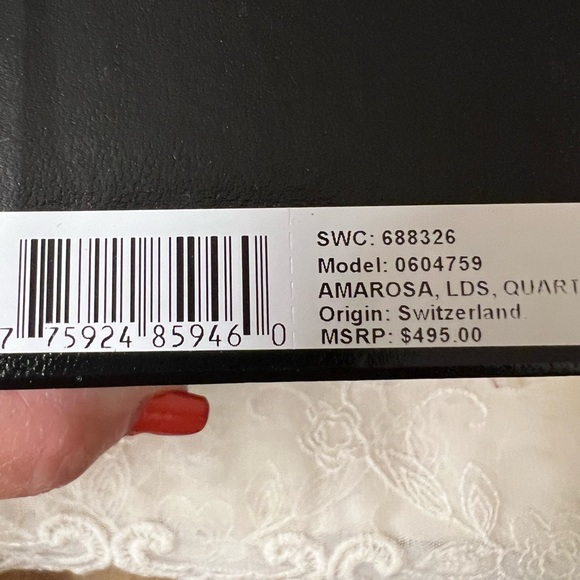 SWC: 688326
Model: 0604759
AMAROSA, LDS, QUART
Origin: Switzerland
MSRP: $495.00
7 75924 85946 0